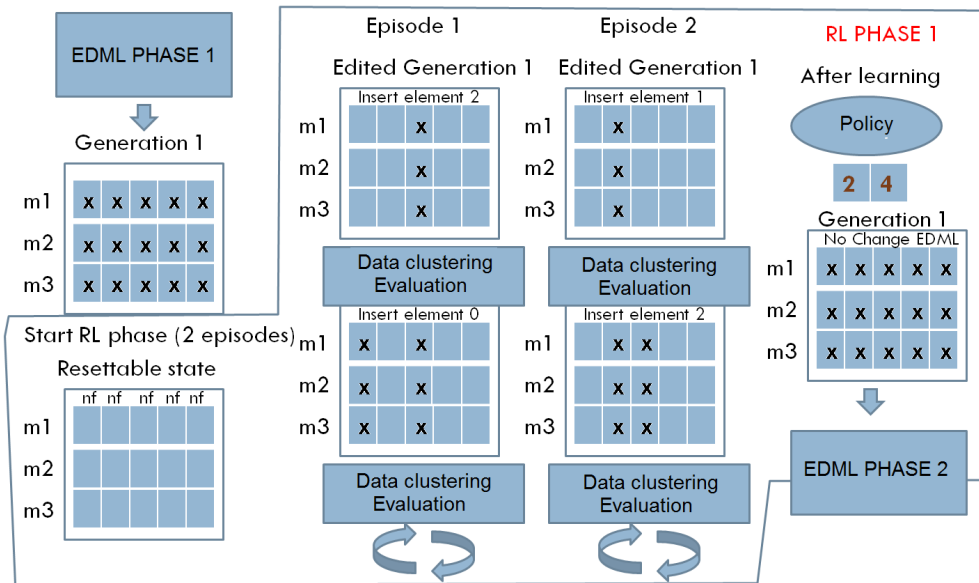 EDML PHASE 1
Generation 1
m1 x x x x x
m2 x x x x x
m3 x x x x x
Start RL phase (2 episodes)
Resettable state
nf nf nf nf nf
m1
m2
m3
Episode 1
Edited Generation 1
Insert element 2
m1 x
m2 x
m3 x
Data clustering
Evaluation
Insert element 0
m1 x x
m2 x x
m3 x x
Data clustering
Evaluation
Episode 2
Edited Generation 1
Insert element 1
m1 x
m2 x
m3 x
Data clustering
Evaluation
Insert element 2
m1 x x
m2 x x
m3 x x
Data clustering
Evaluation
RL PHASE 1
After learning
Policy
2 4
Generation 1
No Change EDML
m1 x x x x x
m2 x x x x x
m3 x x x x x
EDML PHASE 2